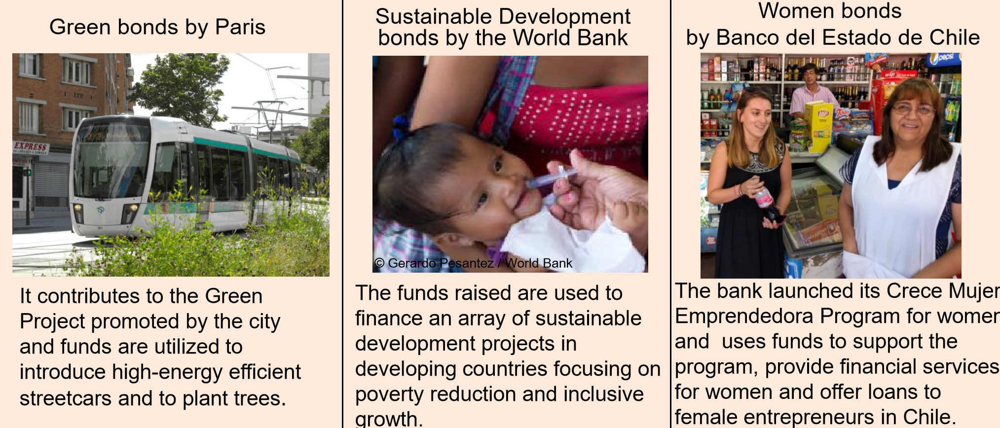 Green bonds by Paris
EXPRESS
301
It contributes to the Green
Project promoted by the city
and funds are utilized to
introduce high-energy efficient
streetcars and to plant trees.
Sustainable Development
bonds by the World Bank
© Gerardo Pesantez / World Bank
The funds raised are used to
finance an array of sustainable
development projects in
developing countries focusing on
poverty reduction and inclusive
growth.
Women bonds
by Banco del Estado de Chile
pepsi
Lays
The bank launched its Crece Mujer
Emprendedora Program for women
and  uses funds to support the
program, provide financial services
for women and offer loans to
female entrepreneurs in Chile.